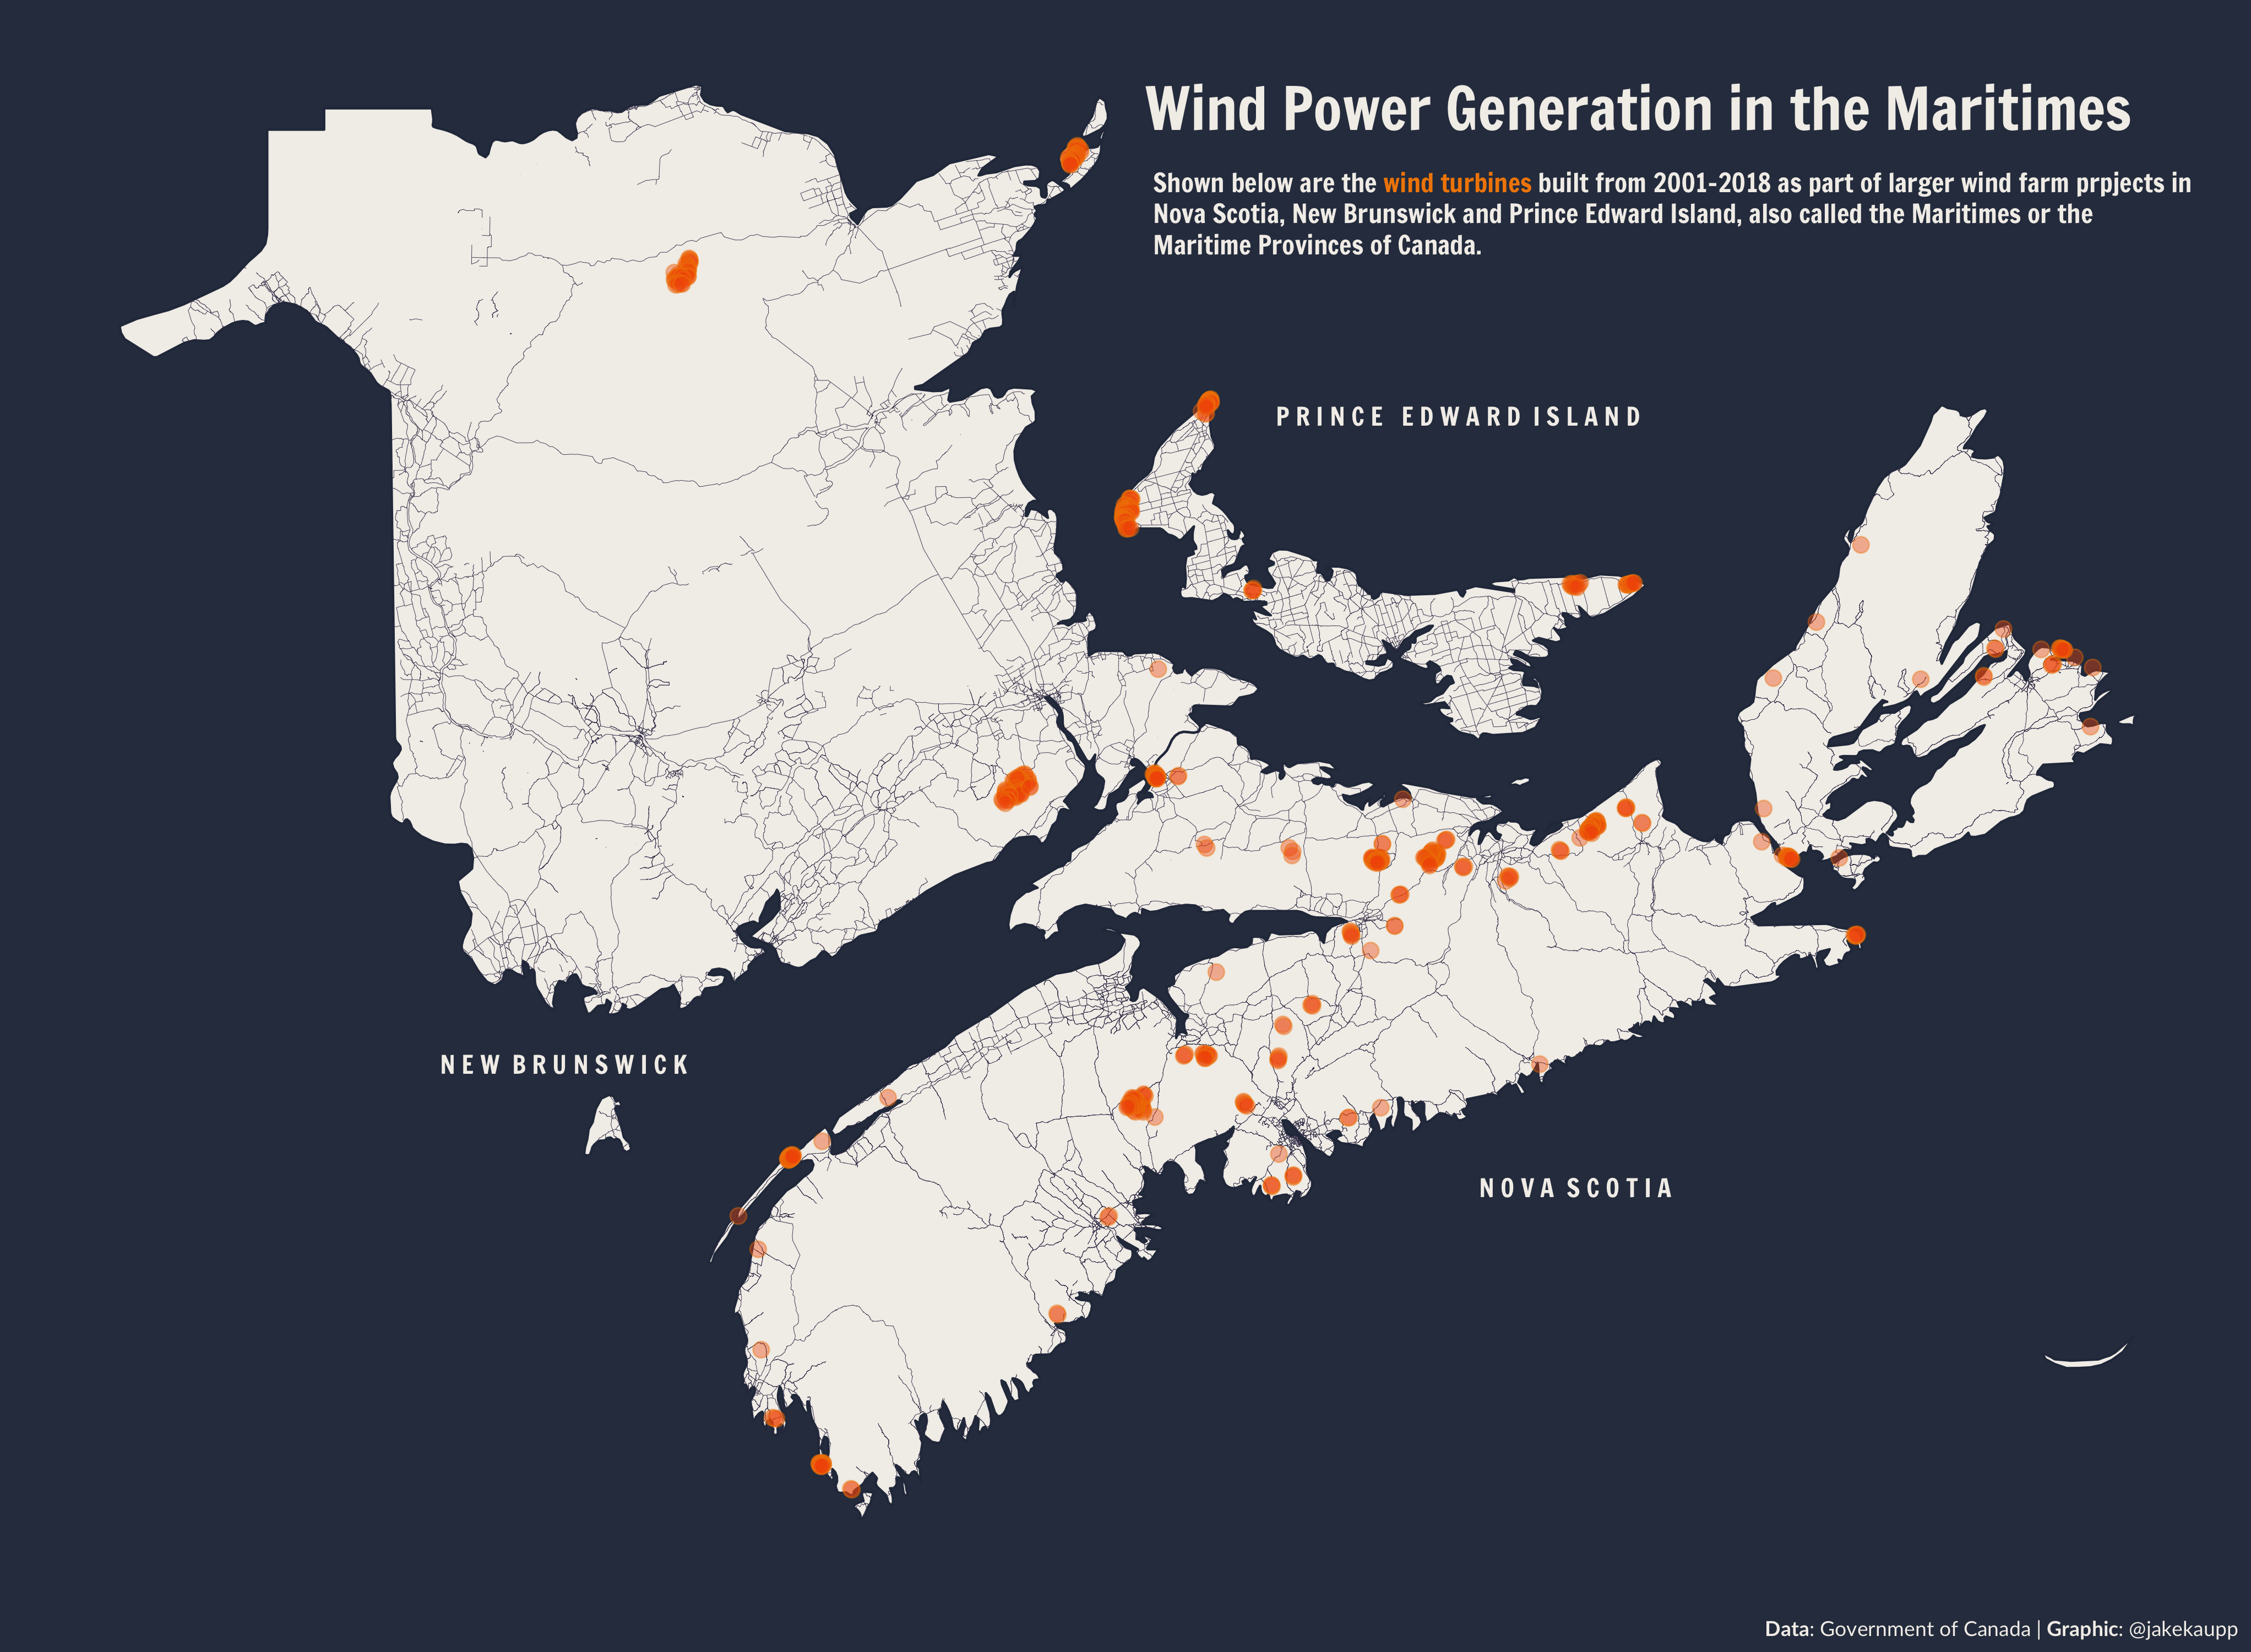 Wind Power Generation in the Maritimes
Shown below are the wind turbines built from 2001-2018 as part of larger wind farm prpjects in
Nova Scotia, New Brunswick and Prince Edward Island, also called the Maritimes or the
Maritime Provinces of Canada.
PRINCE EDWARD ISLAND
NEW BRUNSWICK
NOVA SCOTIA
Data: Government of Canada | Graphic: @jakekaupp